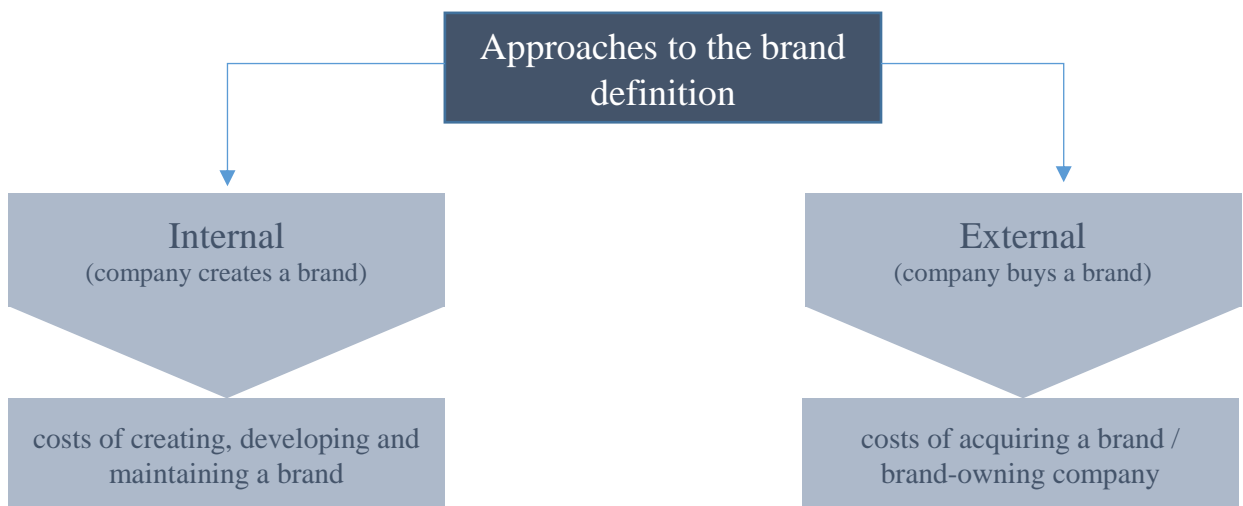 Approaches to the brand
definition
Internal
(company creates a brand)
External
(company buys a brand)
costs of creating, developing and
maintaining a brand
costs of acquiring a brand /
brand-owning company